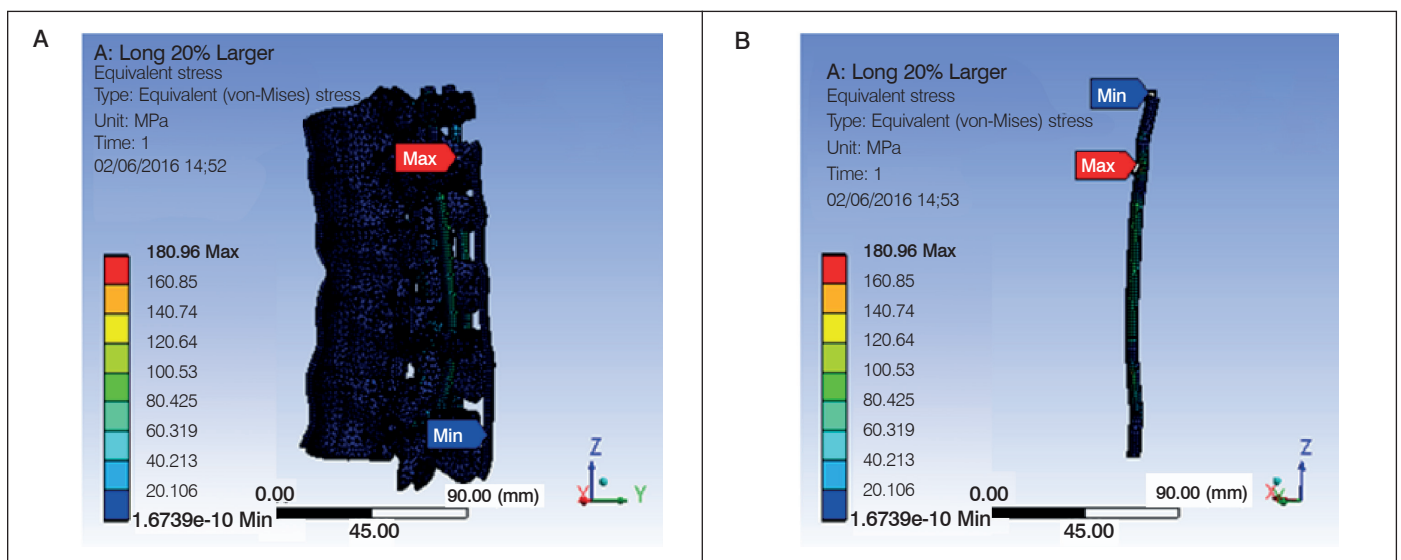 A
A: Long 20% Larger
Equivalent stress
Type: Equivalent (von-Mises) stress
Unit: MPa
Time: 1
02/06/2016 14;52
Max
Min
180.96 Max
160.85
140.74
120.64
100.53
80.425
60.319
40.213
20.106
1.6739e-10 Min
0.00
90.00 (mm)
45.00
Z
X
Y
B
A: Long 20% Larger
Equivalent stress
Type: Equivalent (von-Mises) stress
Unit: MPa
Time: 1
02/06/2016 14;53
Min
Max
180.96 Max
160.85
140.74
120.64
100.53
80.425
60.319
40.213
20.106
1.6739e-10 Min
0.00
90.00 (mm)
45.00
Z
X